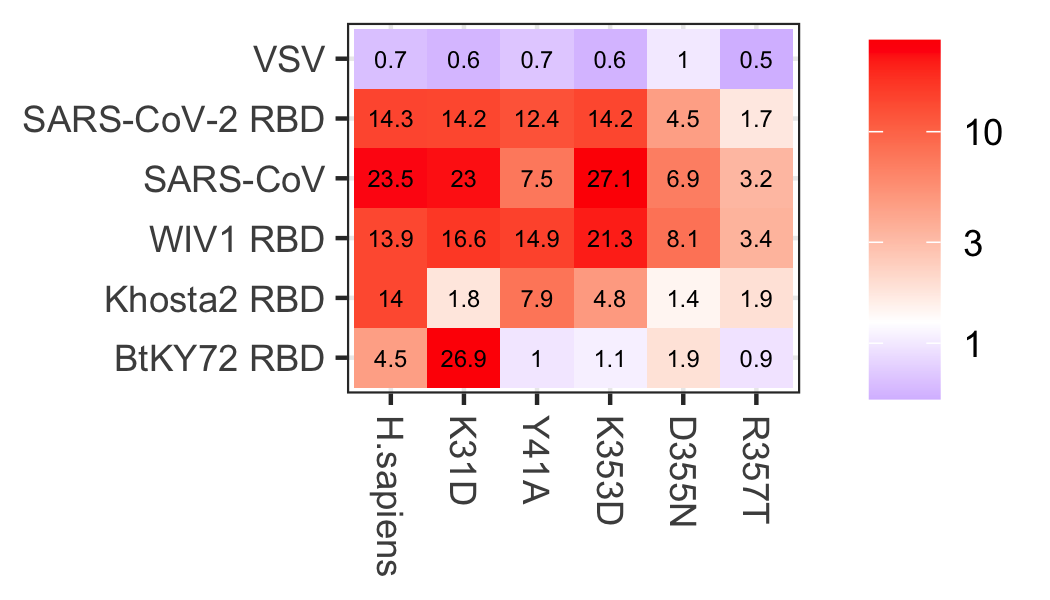 VSV 0.7 0.6 0.7 0.6 1 0.5
SARS-CoV-2 RBD 14.3 14.2 12.4 14.2 4.5 1.7
SARS-CoV 23.5 23 7.5 27.1 6.9 3.2
WIV1 RBD 13.9 16.6 14.9 21.3 8.1 3.4
Khosta2 RBD 14 1.8 7.9 4.8 1.4 1.9
BtKY72 RBD 4.5 26.9 1 1.1 1.9 0.9
H.sapiens K31D Y41A K353D D355N R357T
10
3
1